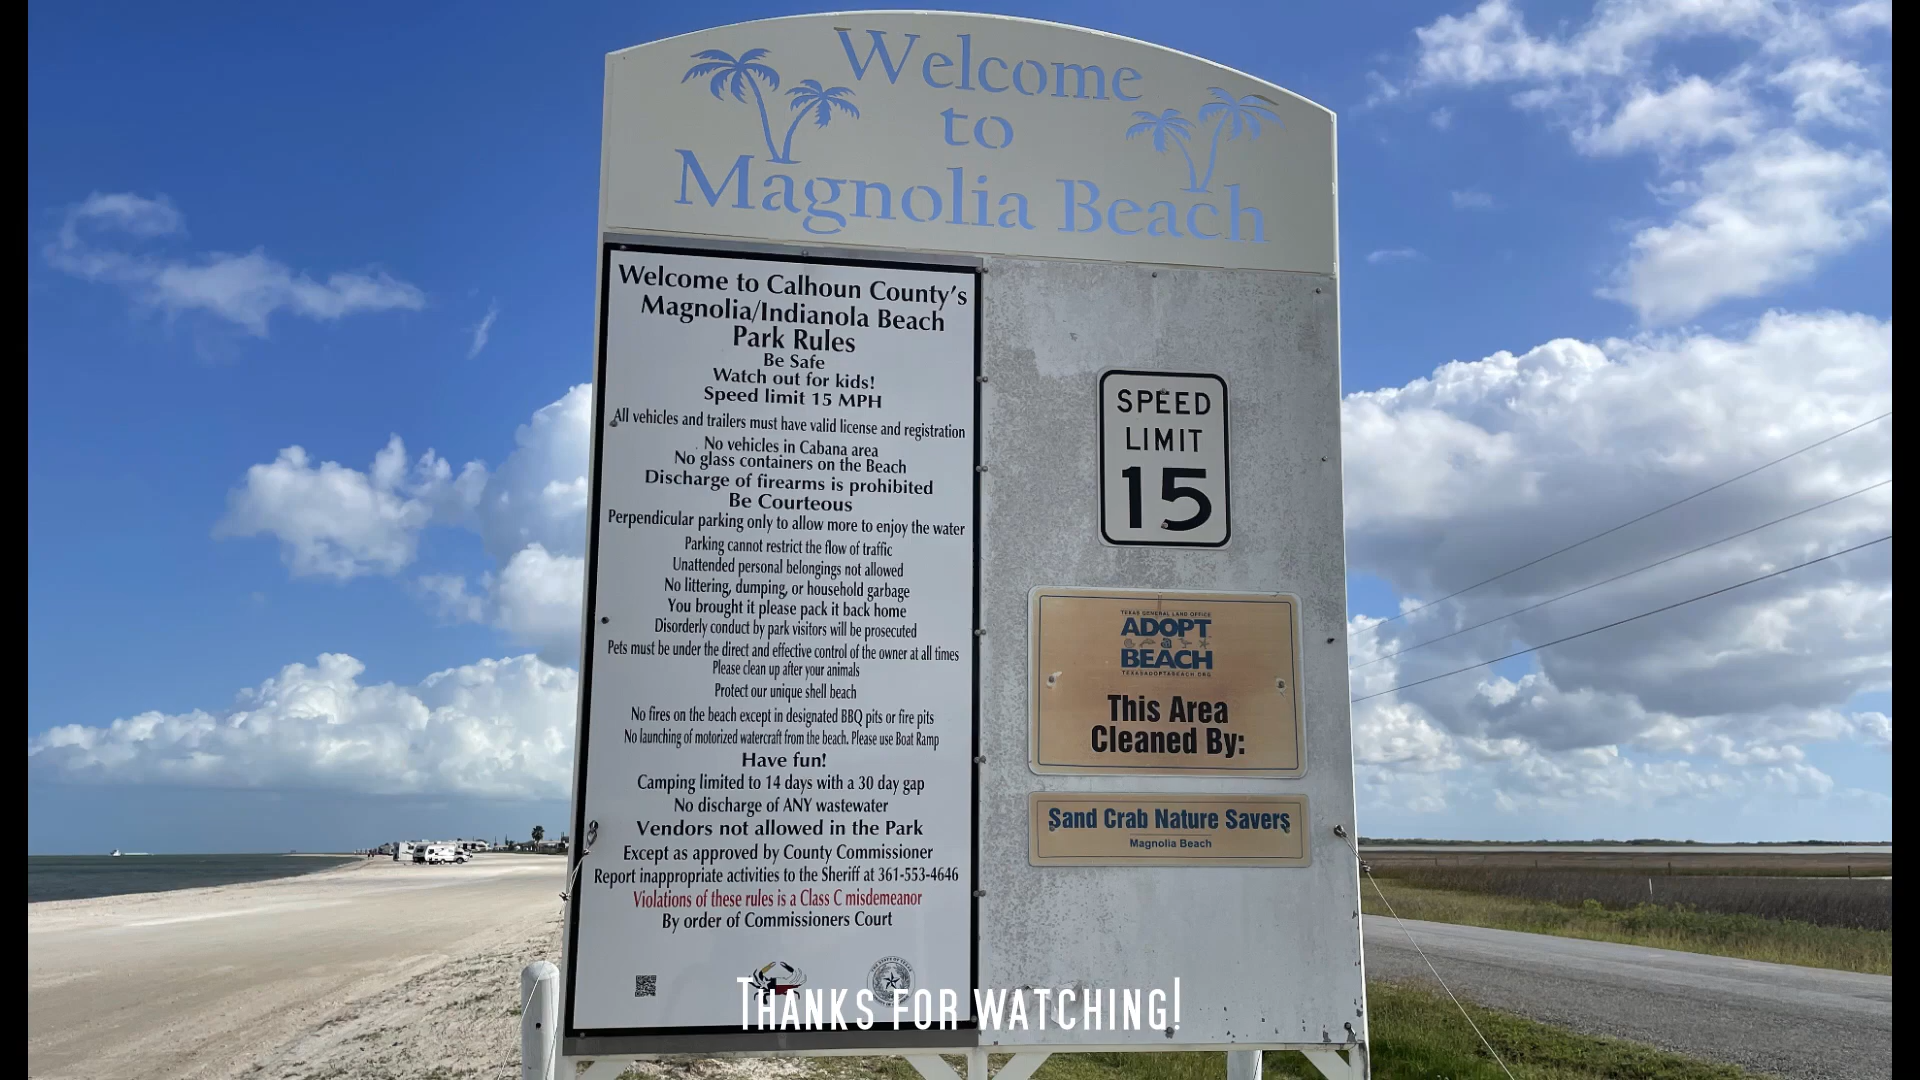 Welcome
to
Magnolia Beach
Welcome to Calhoun County's
Magnolia/Indianola Beach
Park Rules
Be Safe
Watch out for kids!
Speed limit 15 MPH
All vehicles and trailers must have valid license and registration
No vehicles in Cabana area
No glass containers on the Beach
Discharge of firearms is prohibited
Be Courteous
Perpendicular parking only to allow more to enjoy the water
Parking cannot restrict the flow of traffic
Unattended personal belongings not allowed
No littering, dumping, or household garbage
You brought it please pack it back home
Disorderly conduct by park visitors will be prosecuted
Pets must be under the direct and effective control of the owner at all times
Please clean up after your animals
Protect our unique shell beach
No fires on the beach except in designated BBQ pits or fire pits
No launching of motorized watercraft from the beach. Please use Boat Ramp
Have fun!
Camping limited to 14 days with a 30 day gap
No discharge of ANY wastewater
Vendors not allowed in the Park
Except as approved by County Commissioner
Report inappropriate activities to the Sheriff at 361-553-4646
Violations of these rules is a Class C misdemeanor
By order of Commissioners Court
SPEED
LIMIT
15
TEXAS GENERAL LAND OFFICE
ADOPT
BEACH
TEXASADOPTABEACH.ORG
This Area
Cleaned By:
Sand Crab Nature Savers
Magnolia Beach
THANKS FOR WATCHING!